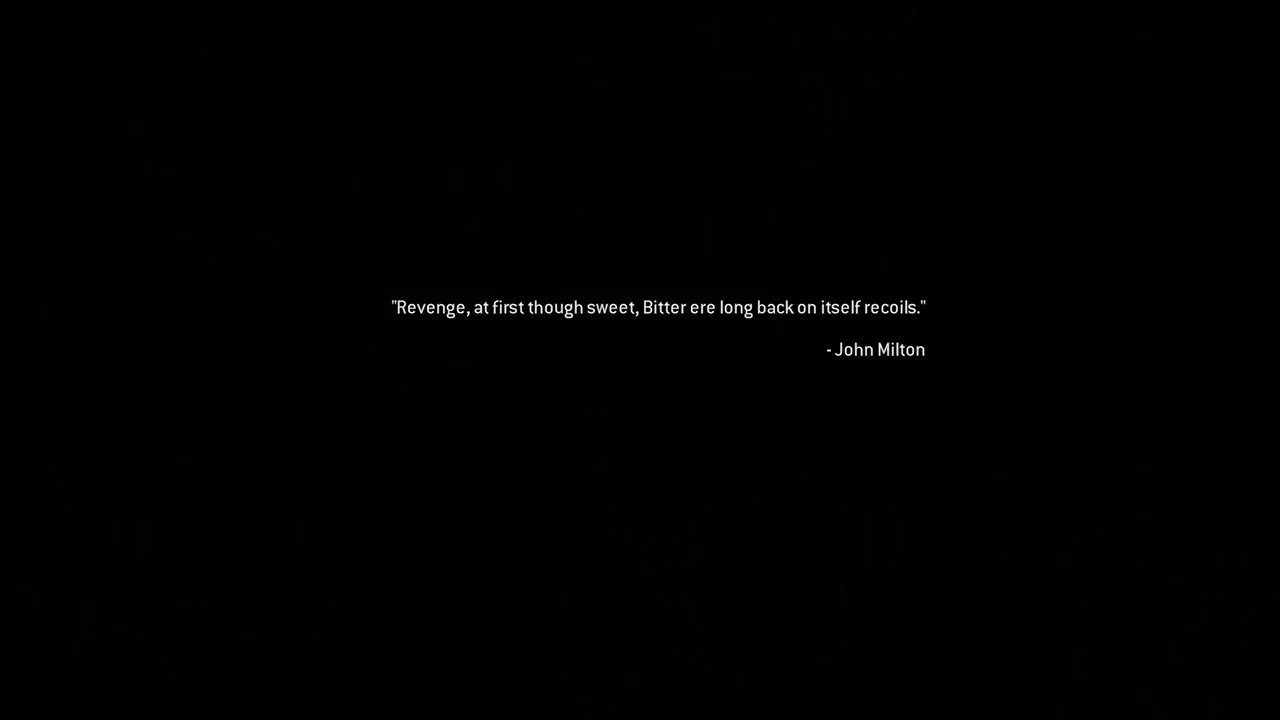 "Revenge, at first though sweet, Bitter ere long back on itself recoils."
- John Milton